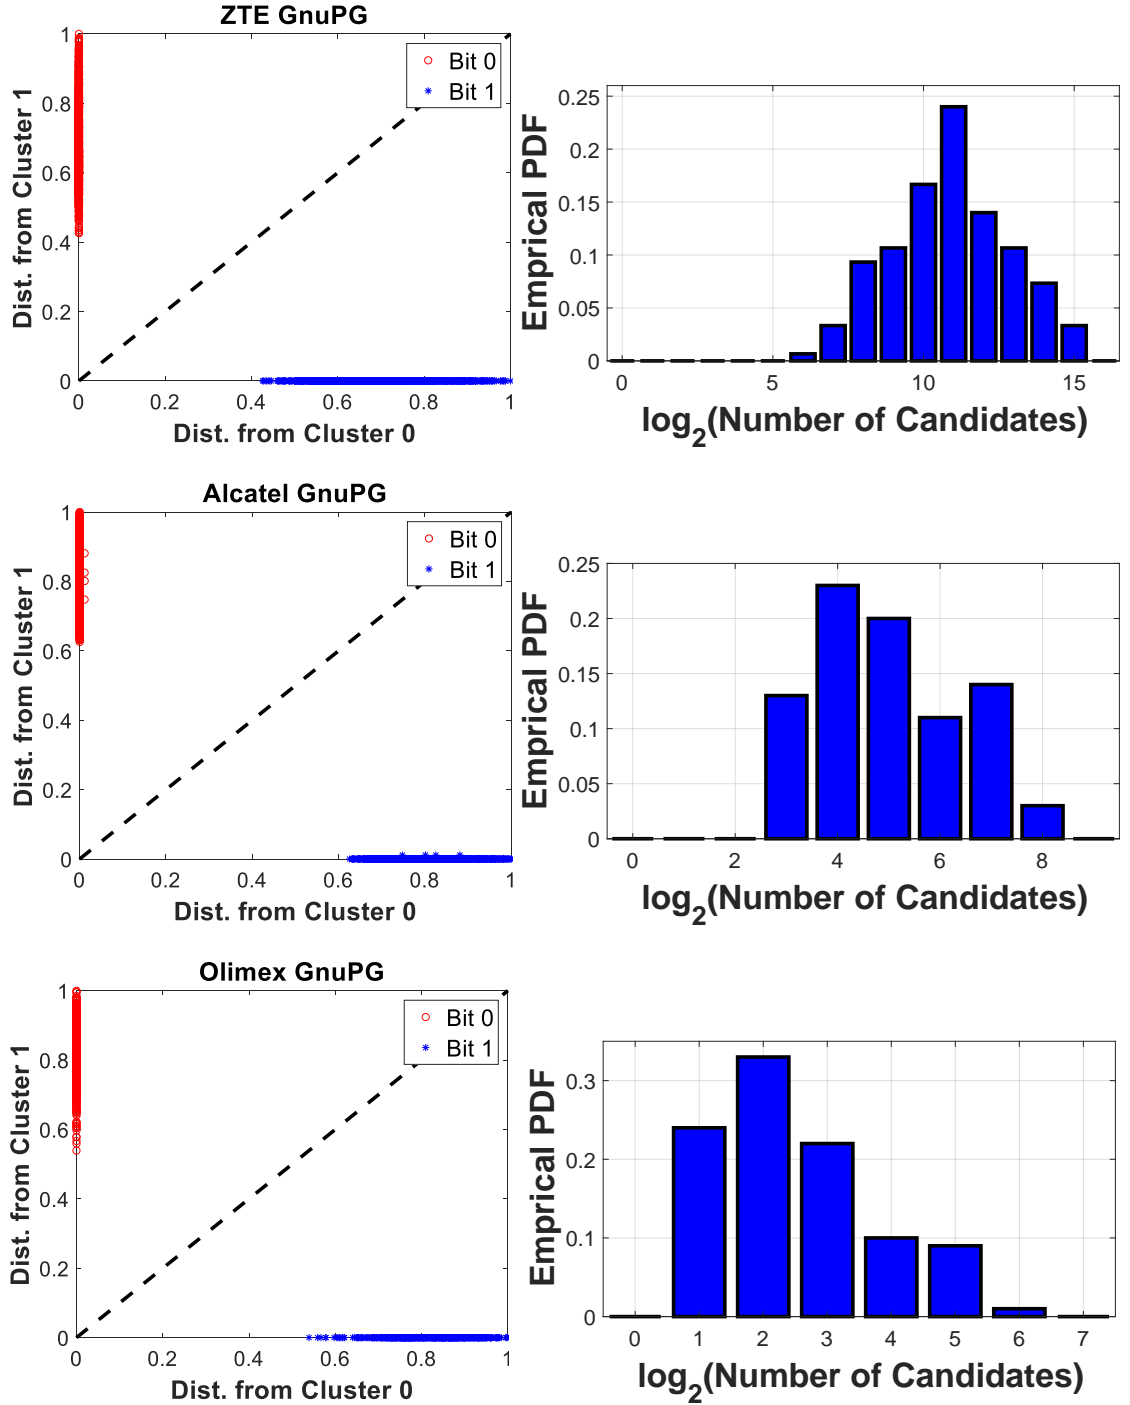 ZTE GnuPG
Bit 0
Bit 1
Dist. from Cluster 1
1
0.8
0.6
0.4
0.2
0
0 0.2 0.4 0.6 0.8 1
Dist. from Cluster 0
Emprical PDF
0.25
0.2
0.15
0.1
0.05
0
0 5 10 15
log2(Number of Candidates)
Alcatel GnuPG
Bit 0
Bit 1
Dist. from Cluster 1
1
0.8
0.6
0.4
0.2
0
0 0.2 0.4 0.6 0.8 1
Dist. from Cluster 0
Emprical PDF
0.25
0.2
0.15
0.1
0.05
0
0 2 4 6 8
log2(Number of Candidates)
Olimex GnuPG
Bit 0
Bit 1
Dist. from Cluster 1
1
0.8
0.6
0.4
0.2
0
0 0.2 0.4 0.6 0.8 1
Dist. from Cluster 0
Emprical PDF
0.3
0.2
0.1
0
0 1 2 3 4 5 6 7
log2(Number of Candidates)